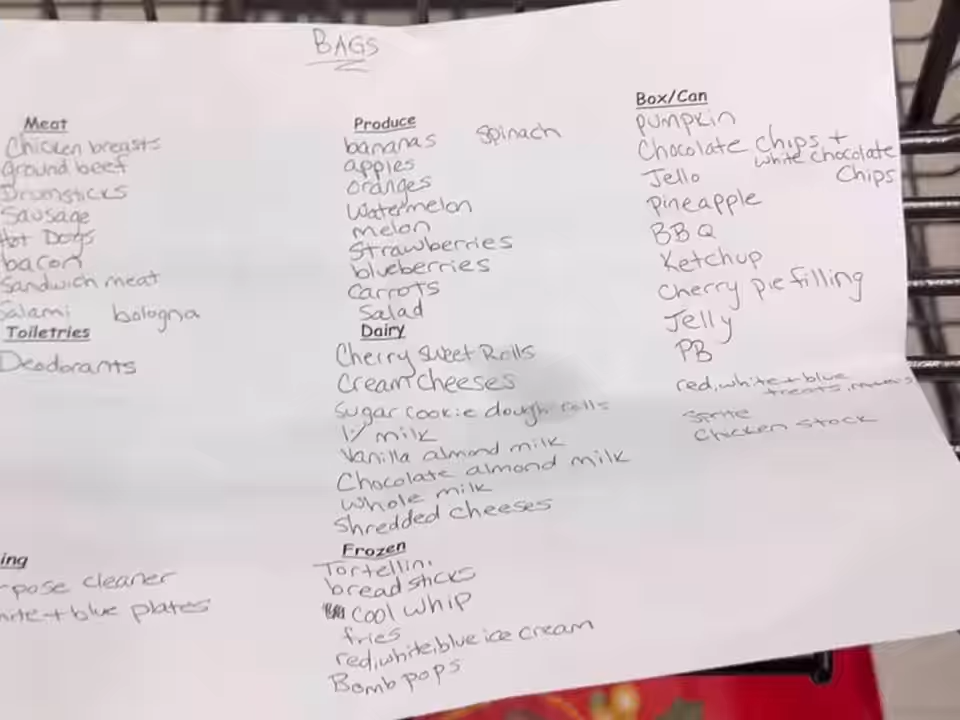 BAGS
Meat
Chicken breasts
Ground beef
Drumsticks
Sausage
Hot Dogs
bacon
Sandwich meat
Salami bologna
Toiletries
Deodorants
ing
pose cleaner
+ blue plates
Produce
bananas Spinach
apples
oranges
Watermelon
melon
Strawberries
blueberries
Carrots
Salad
Dairy
Cherry Sweet Rolls
Cream cheeses
Sugar cookie dough rolls
1% milk
Vanilla almond milk
Chocolate almond milk
Whole milk
Shredded cheeses
Frozen
Tortellini
bread sticks
Cool Whip
fries
red,white,blue ice cream
Bomb pops
Box/Can
pumpkin
Chocolate chips +
white chocolate
Jello Chips
pineapple
BBQ
Ketchup
Cherry pie filling
Jelly
PB
red,white + blue
treats,
Sprite
Chicken stock